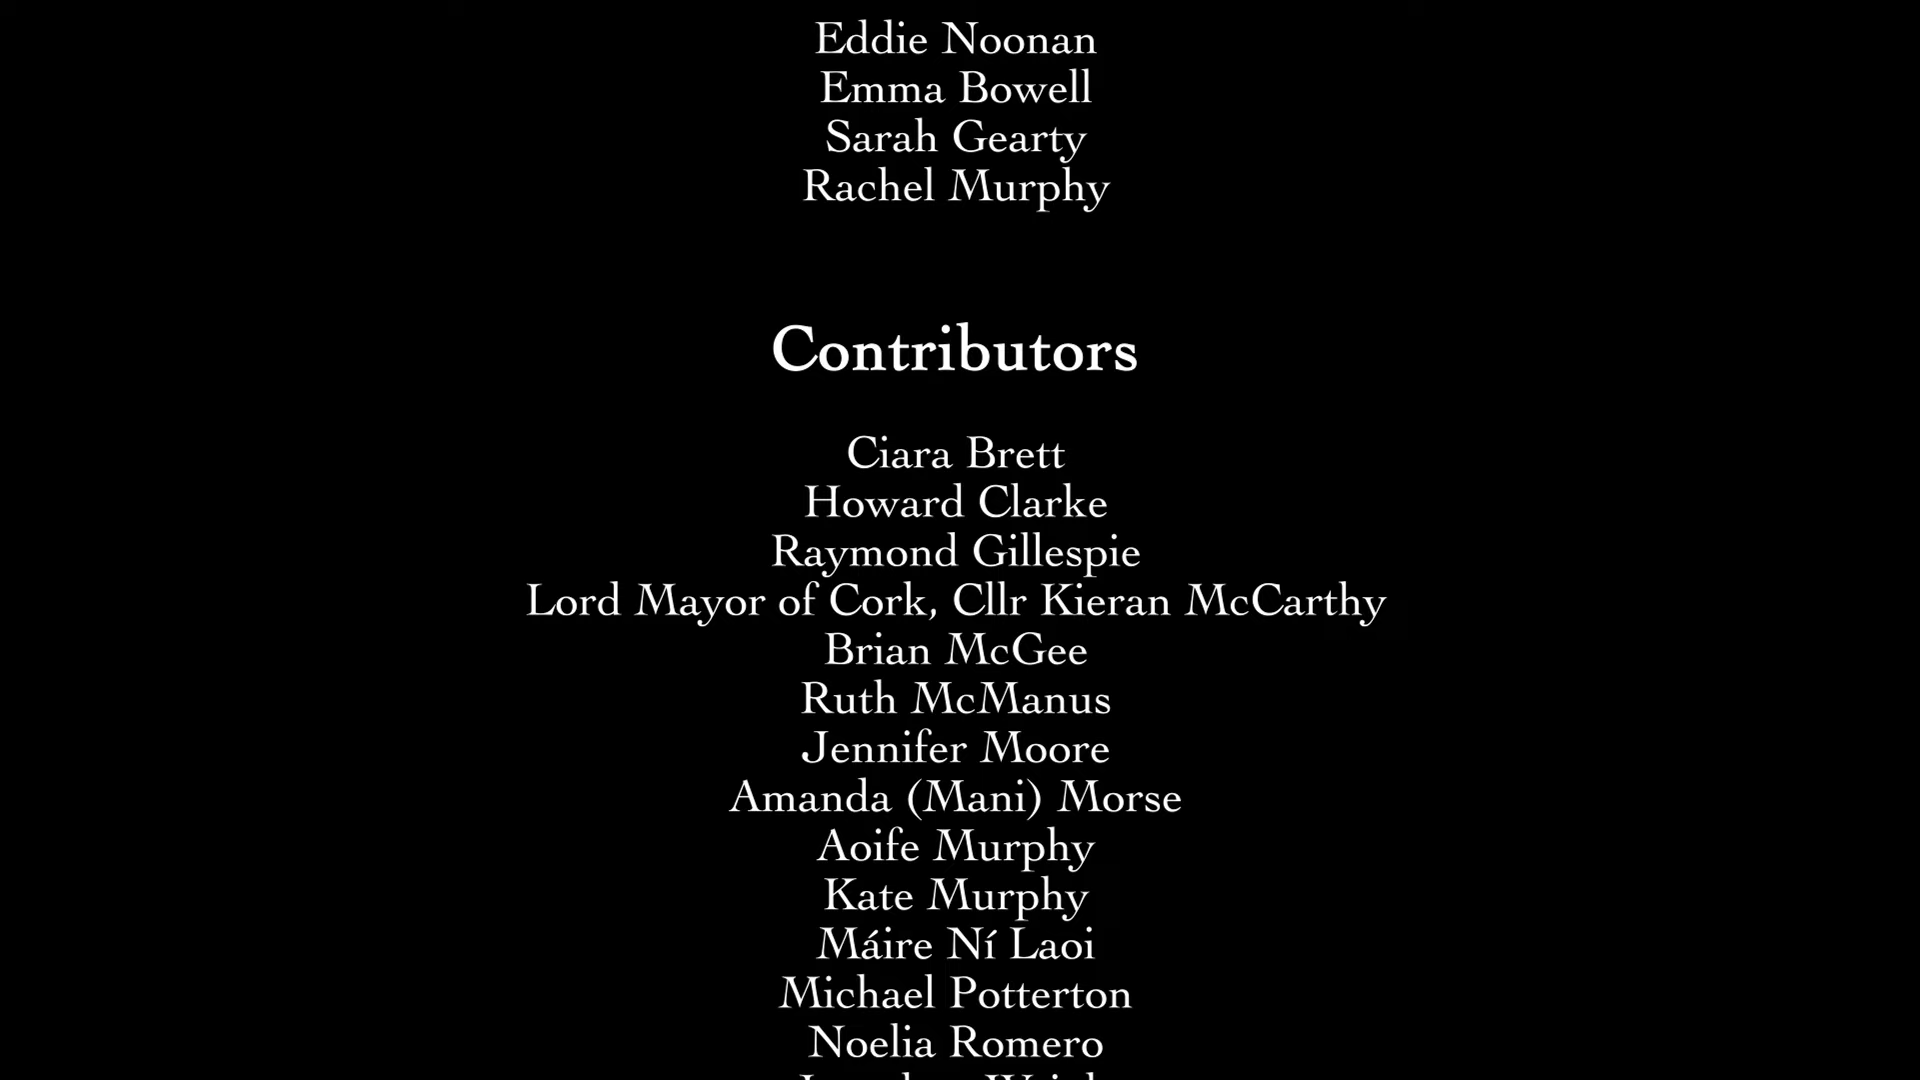 Eddie Noonan
Emma Bowell
Sarah Gearty
Rachel Murphy
Contributors
Ciara Brett
Howard Clarke
Raymond Gillespie
Lord Mayor of Cork, Cllr Kieran McCarthy
Brian McGee
Ruth McManus
Jennifer Moore
Amanda (Mani) Morse
Aoife Murphy
Kate Murphy
Máire Ní Laoi
Michael Potterton
Noelia Romero